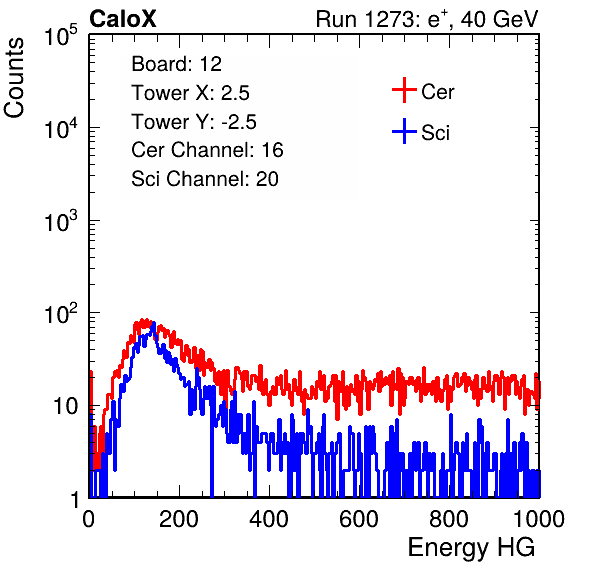 CaloX Run 1273: e⁺, 40 GeV
Counts
Board: 12
Tower X: 2.5
Tower Y: -2.5
Cer Channel: 16
Sci Channel: 20
Cer
Sci
10⁵
10⁴
10³
10²
10
1
0 200 400 600 800 1000
Energy HG